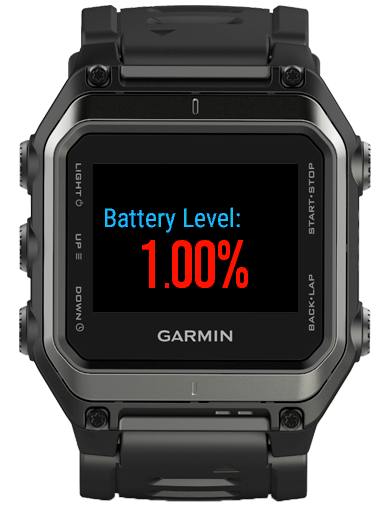 LIGHT
UP
DOWN
START•STOP
BACK•LAP
Battery Level:
1.00%
GARMIN